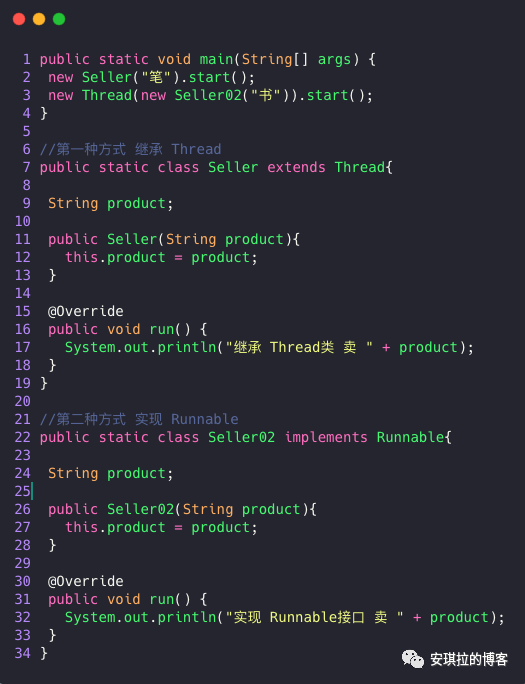 1 public static void main(String[] args) {
2 new Seller("笔").start();
3 new Thread(new Seller02("书")).start();
4 }
5
6 //第一种方式 继承 Thread
7 public static class Seller extends Thread{
8
9 String product;
10
11 public Seller(String product){
12 this.product = product;
13 }
14
15 @Override
16 public void run() {
17 System.out.println("继承 Thread类 卖 " + product);
18 }
19 }
20
21 //第二种方式 实现 Runnable
22 public static class Seller02 implements Runnable{
23
24 String product;
25
26 public Seller02(String product){
27 this.product = product;
28 }
29
30 @Override
31 public void run() {
32 System.out.println("实现 Runnable接口 卖 " + product);
33 }
34 }
安琪拉的博客